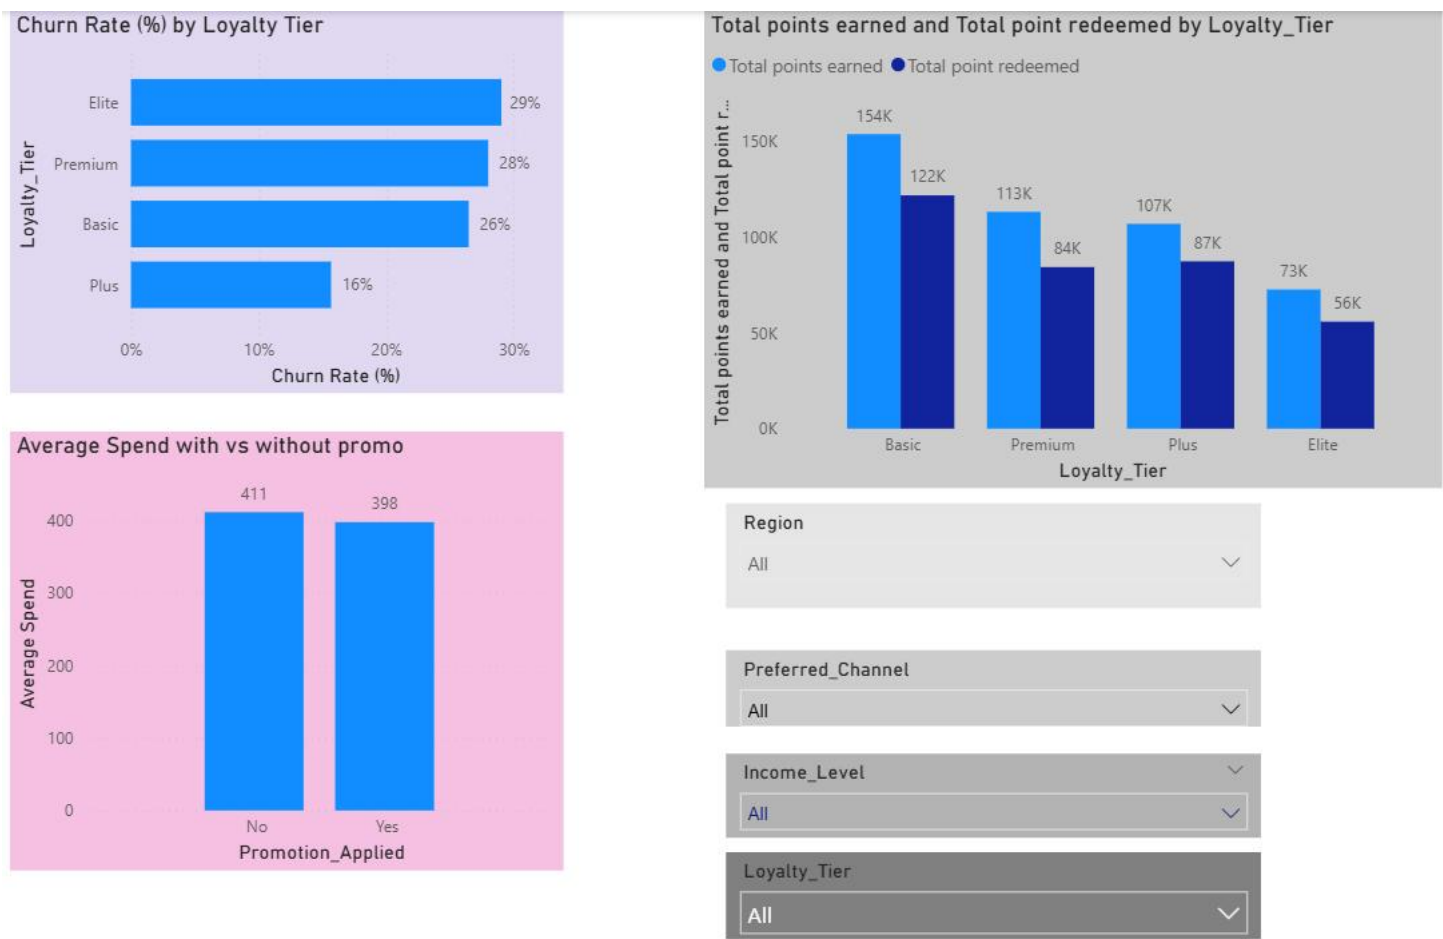 Churn Rate (%) by Loyalty Tier
Loyalty_Tier
Elite
29%
Premium
28%
Basic
26%
Plus
16%
0% 10% 20% 30%
Churn Rate (%)
Total points earned and Total point redeemed by Loyalty_Tier
Total points earned Total point redeemed
Total points earned and Total point r...
150K
100K
50K
0K
154K
122K
113K
84K
107K
87K
73K
56K
Basic Premium Plus Elite
Loyalty_Tier
Average Spend with vs without promo
Average Spend
400
300
200
100
0
411
398
No Yes
Promotion_Applied
Region
All
Preferred_Channel
All
Income_Level
All
Loyalty_Tier
All